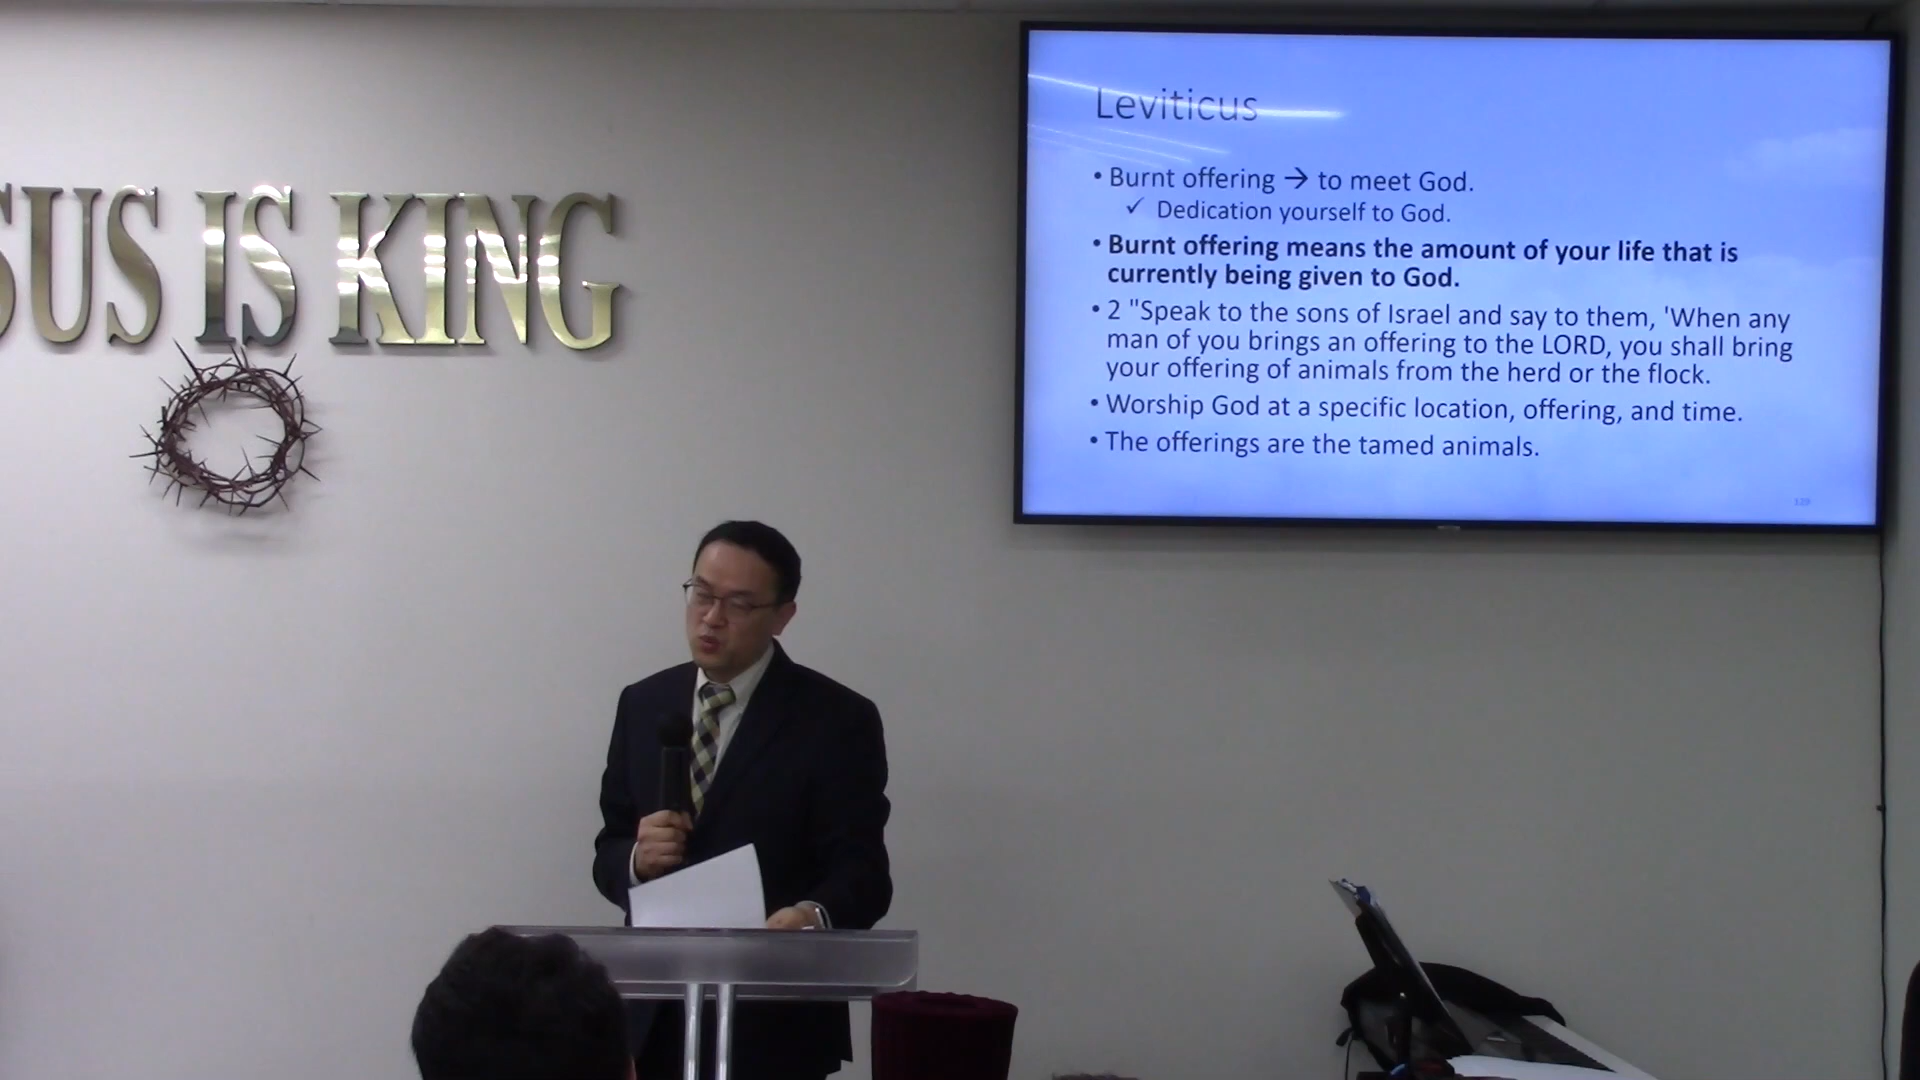 SUS IS KING
Leviticus
• Burnt offering → to meet God.
✓ Dedication yourself to God.
• Burnt offering means the amount of your life that is
currently being given to God.
• 2 "Speak to the sons of Israel and say to them, 'When any
man of you brings an offering to the LORD, you shall bring
your offering of animals from the herd or the flock.
• Worship God at a specific location, offering, and time.
• The offerings are the tamed animals.